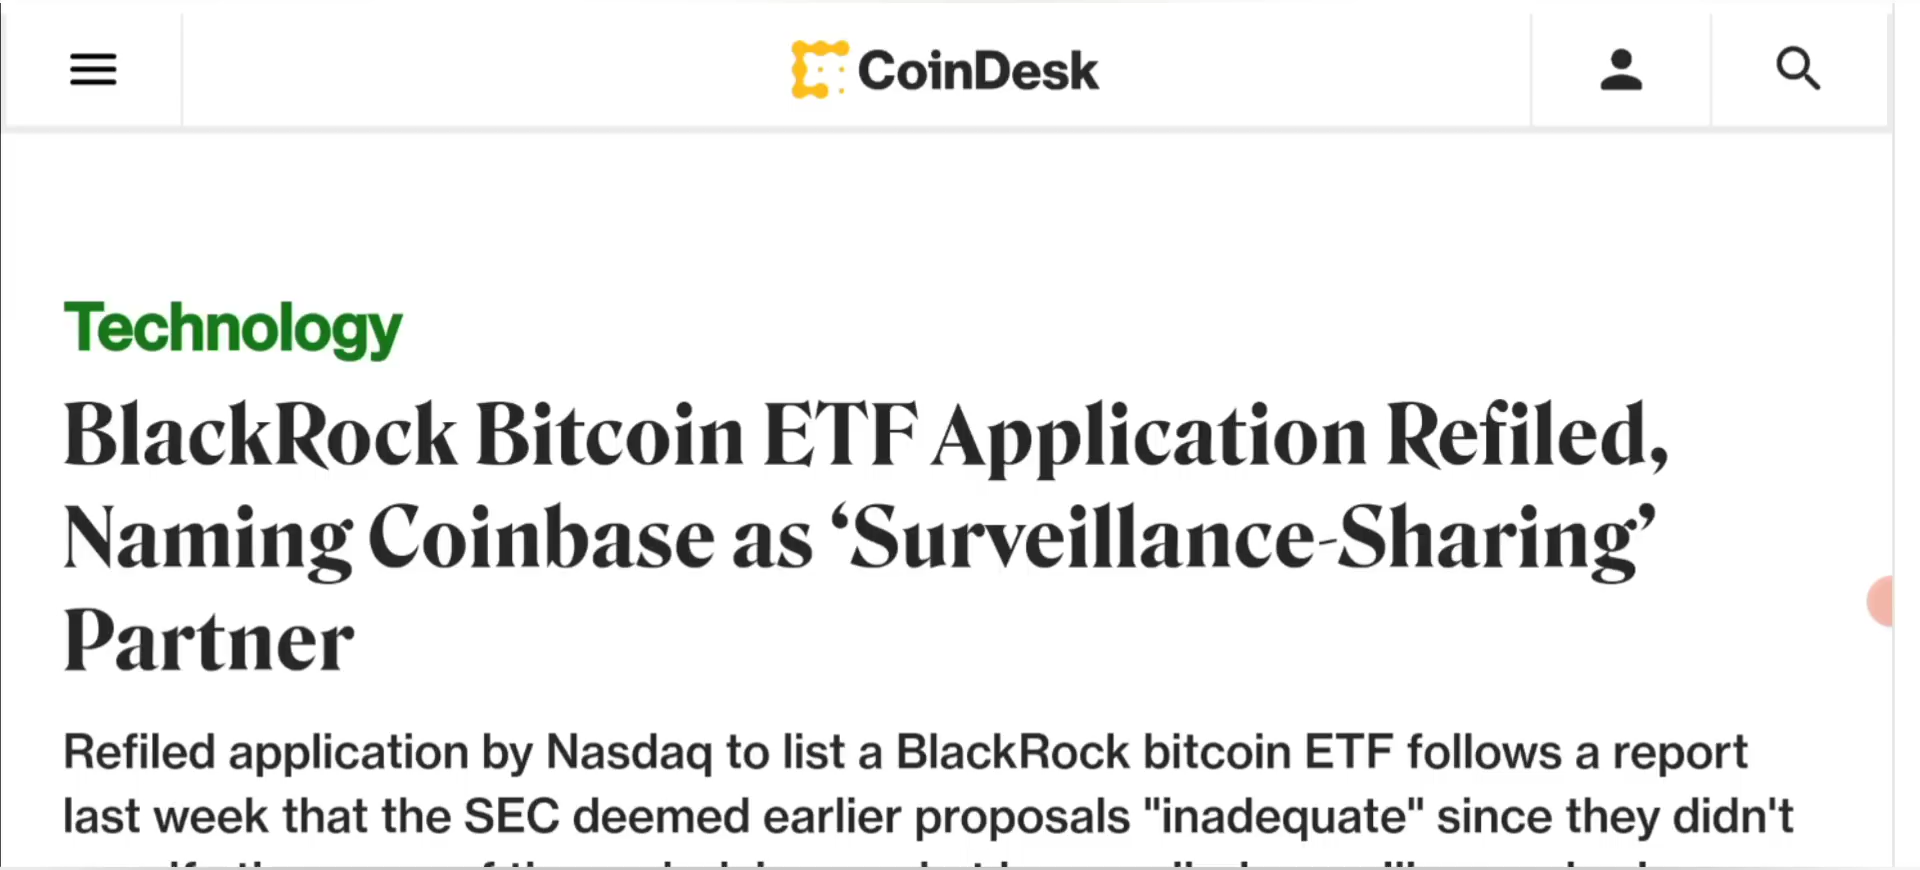 CoinDesk
Technology
BlackRock Bitcoin ETF Application Refiled,
Naming Coinbase as ‘Surveillance-Sharing’
Partner
Refiled application by Nasdaq to list a BlackRock bitcoin ETF follows a report
last week that the SEC deemed earlier proposals "inadequate" since they didn't